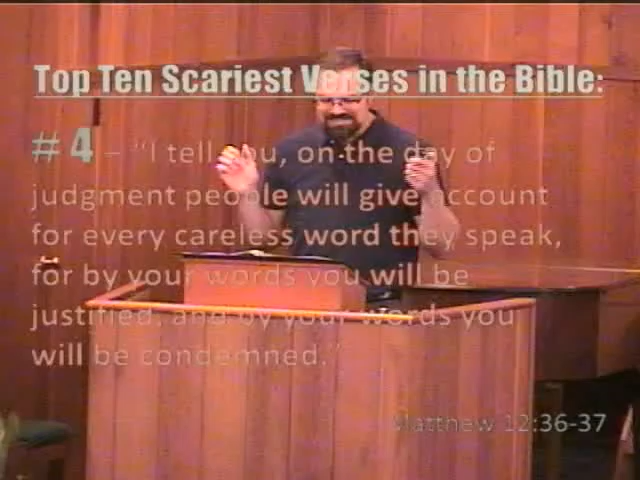 Top Ten Scariest Verses in the Bible:
# 4 – “I tell you, on the day of
judgment people will give account
for every careless word they speak,
for by your words you will be
justified, and by your words you
will be condemned.”
Matthew 12:36-37